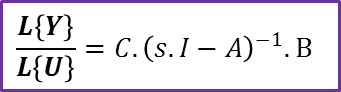 L{Y}/L{U} = C.(s.I − A)⁻¹.B